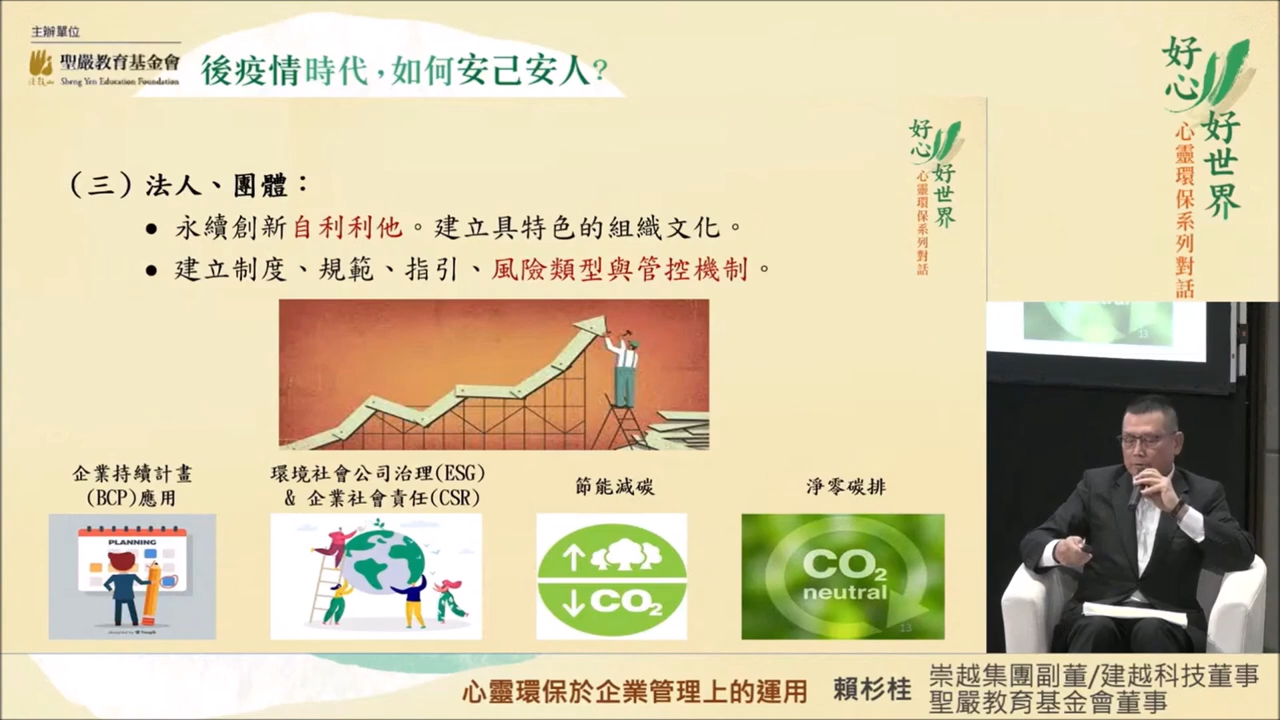 主辦單位
聖嚴教育基金會
Sheng Yen Education Foundation
後疫情時代,如何安己安人?
好心 好世界
心靈環保系列對話
好心 好世界
心靈環保系列對話
(三)法人、團體:
• 永續創新自利利他。建立具特色的組織文化。
• 建立制度、規範、指引、風險類型與管控機制。
企業持續計畫
(BCP)應用
環境社會公司治理(ESG)
& 企業社會責任(CSR)
節能減碳
淨零碳排
PLANNING
CO2
CO2
neutral
13
13
心靈環保於企業管理上的運用
賴杉桂
崇越集團副董/建越科技董事
聖嚴教育基金會董事